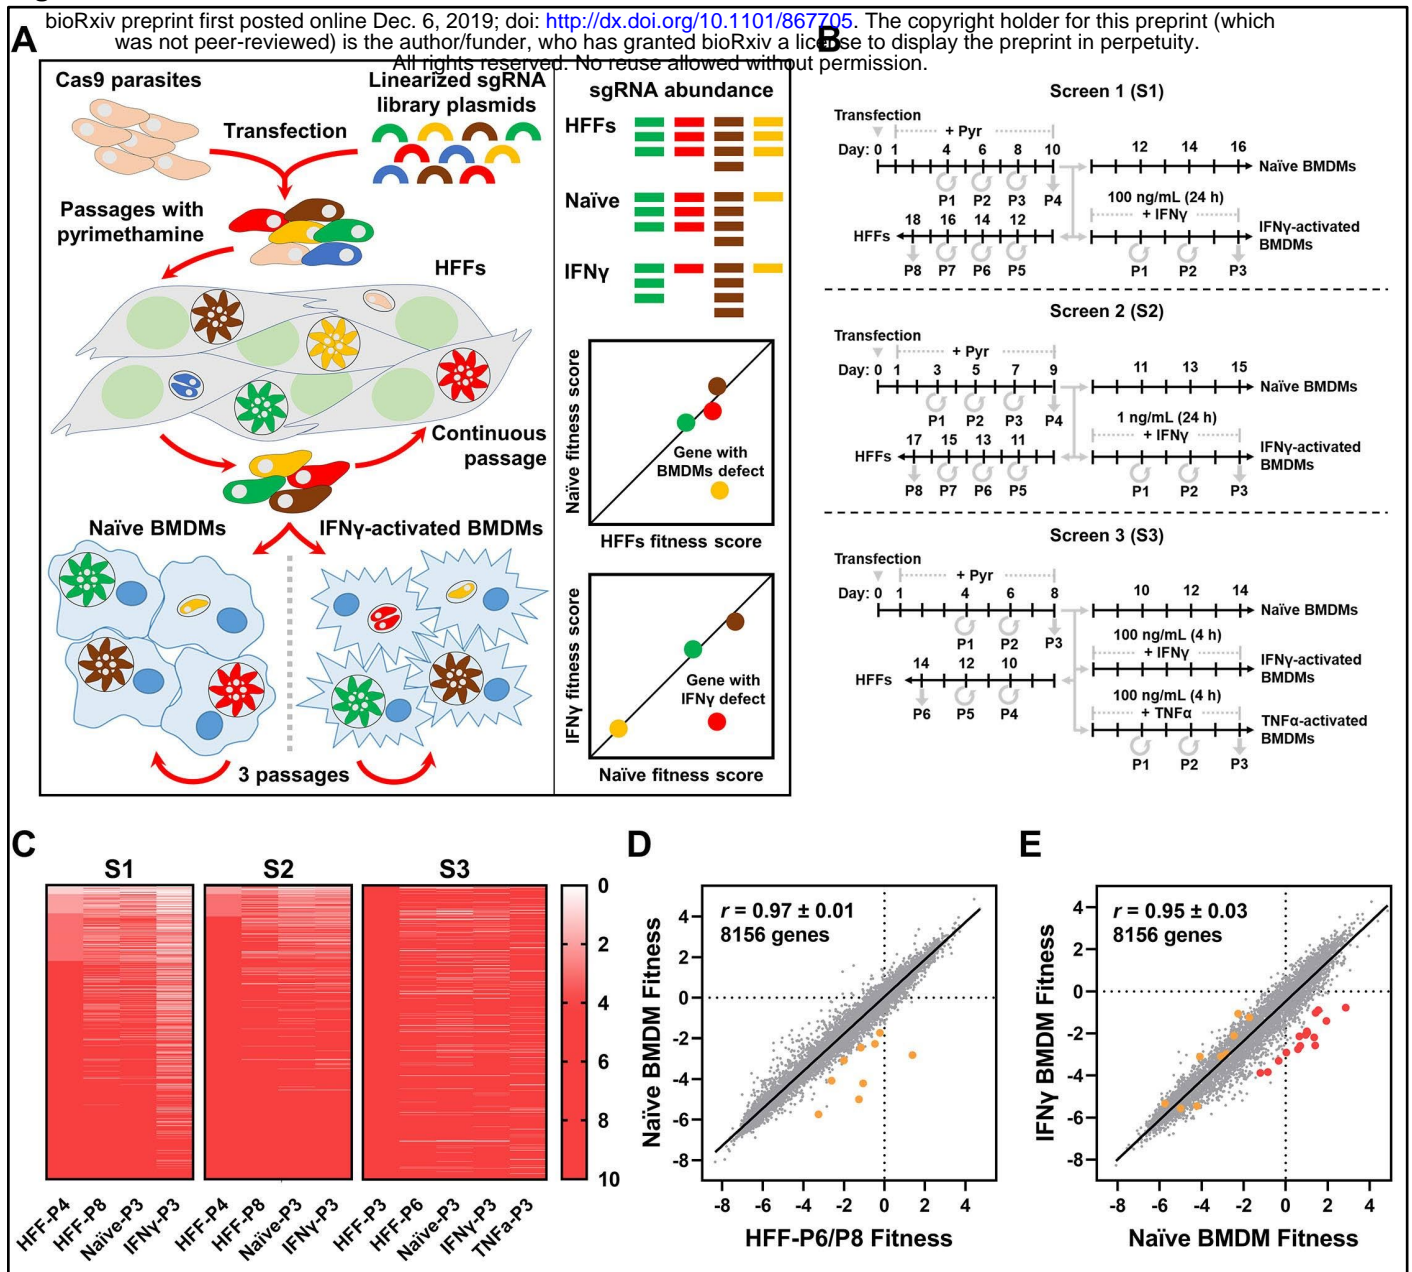 bioRxiv preprint first posted online Dec. 6, 2019; doi: http://dx.doi.org/10.1101/867705. The copyright holder for this preprint (which
was not peer-reviewed) is the author/funder, who has granted bioRxiv a license to display the preprint in perpetuity.
All rights reserved. No reuse allowed without permission.
A
Cas9 parasites
Linearized sgRNA
library plasmids
Transfection
Passages with
pyrimethamine
HFFs
Continuous
passage
Naïve BMDMs
IFNγ-activated BMDMs
3 passages
sgRNA abundance
HFFs
Naïve
IFNγ
Naïve fitness score
Gene with
BMDMs defect
HFFs fitness score
IFNγ fitness score
Gene with
IFNγ defect
Naïve fitness score
B
Screen 1 (S1)
Transfection
+ Pyr
Day: 0 1 4 6 8 10
12 14 16
Naïve BMDMs
P1 P2 P3 P4
100 ng/mL (24 h)
+ IFNγ
18 16 14 12
HFFs
IFNγ-activated
BMDMs
P8 P7 P6 P5
P1 P2 P3
Screen 2 (S2)
Transfection
+ Pyr
Day: 0 1 3 5 7 9
11 13 15
Naïve BMDMs
P1 P2 P3 P4
1 ng/mL (24 h)
+ IFNγ
17 15 13 11
HFFs
IFNγ-activated
BMDMs
P8 P7 P6 P5
P1 P2 P3
Screen 3 (S3)
Transfection
+ Pyr
Day: 0 1 4 6 8
10 12 14
Naïve BMDMs
P1 P2 P3
100 ng/mL (4 h)
+ IFNγ
14 12 10
HFFs
IFNγ-activated
BMDMs
P6 P5 P4
100 ng/mL (4 h)
+ TNFα
TNFα-activated
BMDMs
P1 P2 P3
C
S1 S2 S3
0
2
4
6
8
10
HFF-P4 HFF-P8 Naïve-P3 IFNγ-P3
HFF-P4 HFF-P8 Naïve-P3 IFNγ-P3
HFF-P3 HFF-P6 Naïve-P3 IFNγ-P3 TNFa-P3
D
r = 0.97 ± 0.01
8156 genes
Naïve BMDM Fitness
4
2
0
-2
-4
-6
-8
-8 -6 -4 -2 0 2 4
HFF-P6/P8 Fitness
E
r = 0.95 ± 0.03
8156 genes
IFNγ BMDM Fitness
4
2
0
-2
-4
-6
-8
-8 -6 -4 -2 0 2 4
Naïve BMDM Fitness